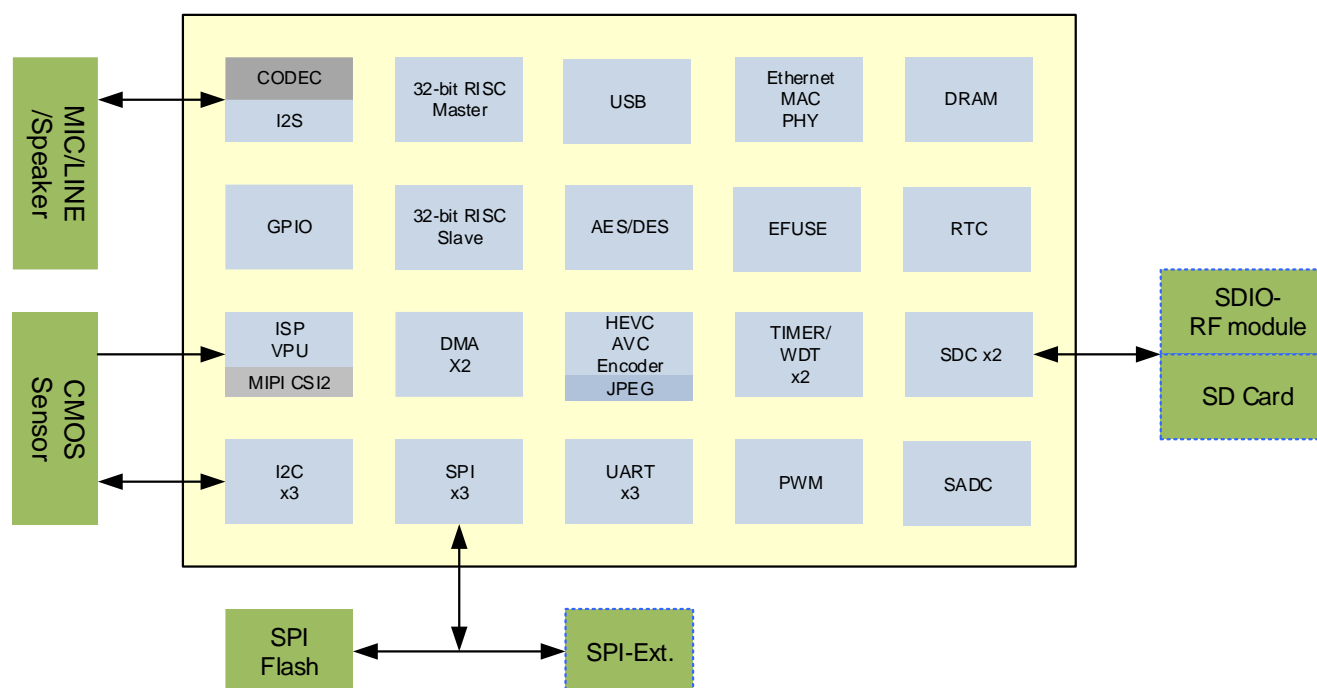 MIC/LINE
/Speaker
CODEC
I2S
32-bit RISC
Master
USB
Ethernet
MAC
PHY
DRAM
GPIO
32-bit RISC
Slave
AES/DES
EFUSE
RTC
CMOS
Sensor
ISP
VPU
MIPI CSI2
DMA
X2
HEVC
AVC
Encoder
JPEG
TIMER/
WDT
x2
SDC x2
SDIO-
RF module
SD Card
I2C
x3
SPI
x3
UART
x3
PWM
SADC
SPI
Flash
SPI-Ext.